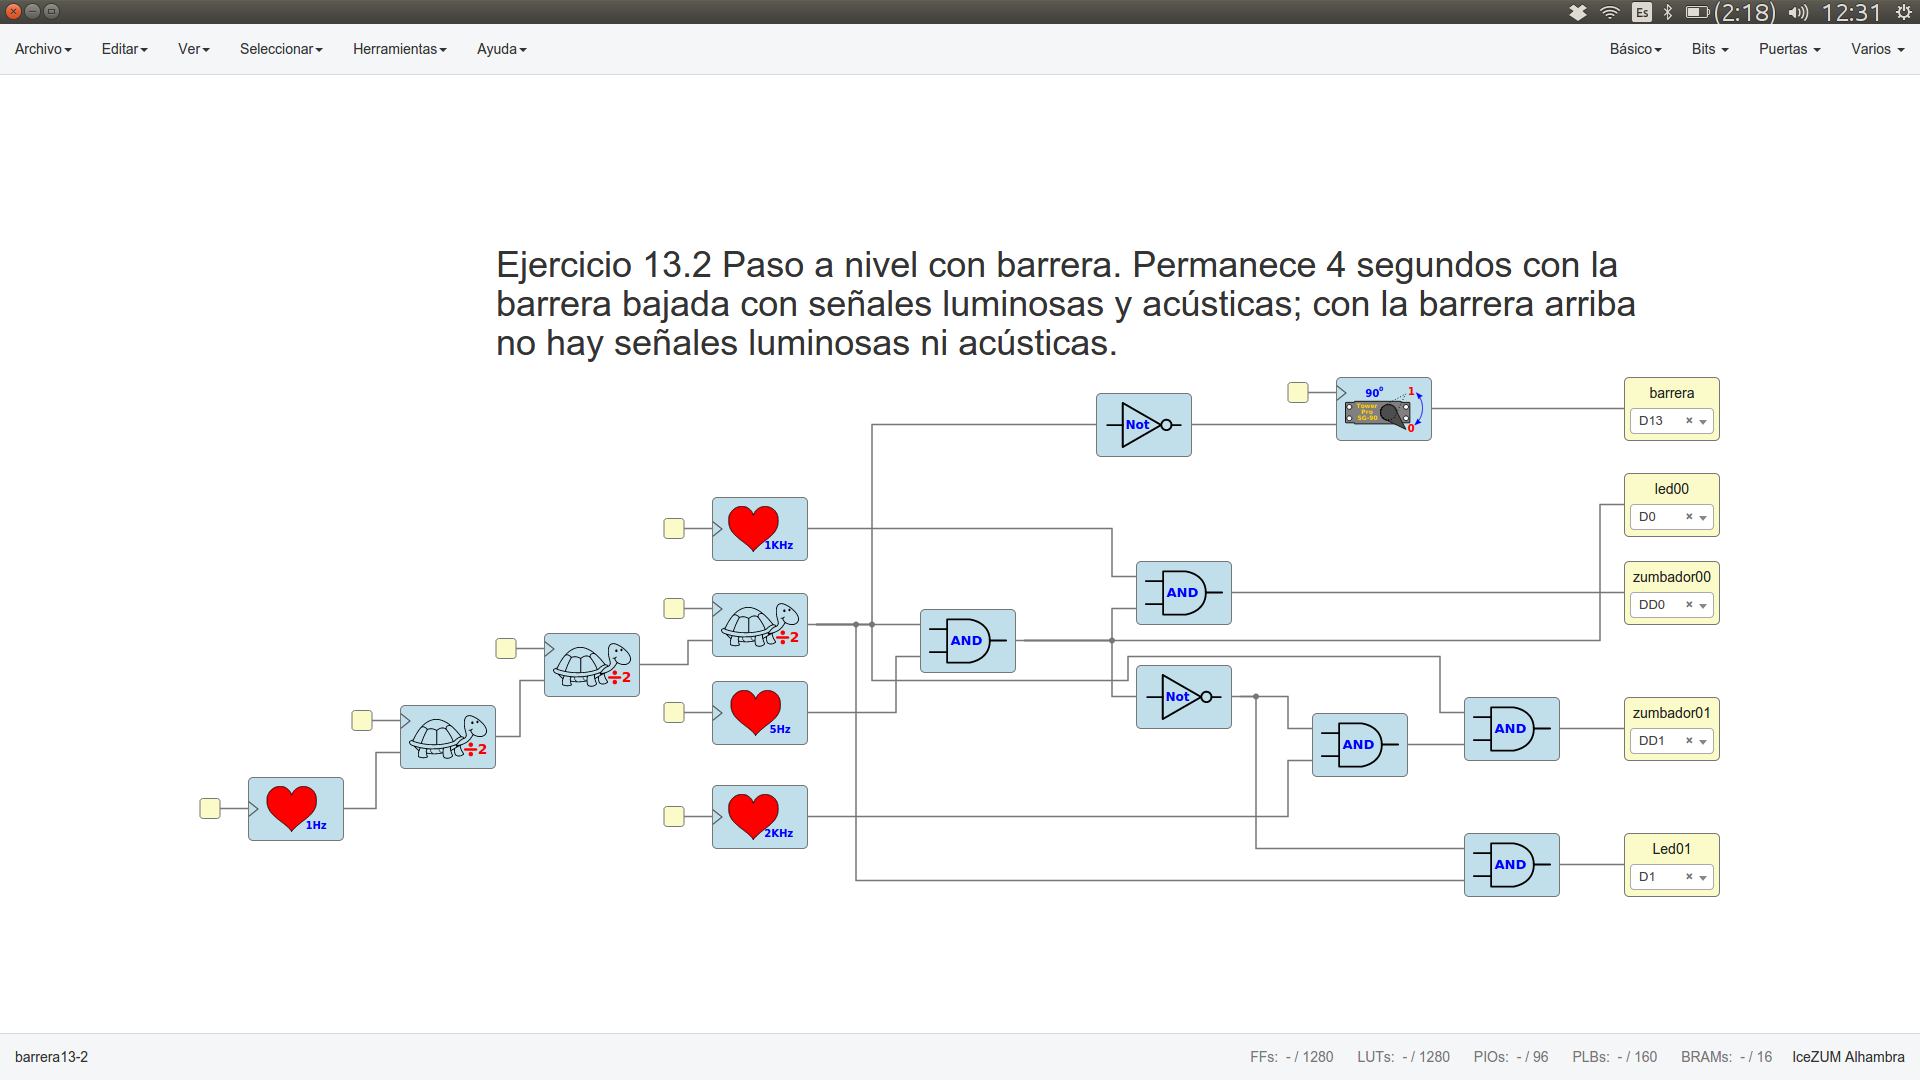 Es
(2:18)
12:31
Archivo
Editar
Ver
Seleccionar
Herramientas
Ayuda
Básico
Bits
Puertas
Varios
Ejercicio 13.2 Paso a nivel con barrera. Permanece 4 segundos con la
barrera bajada con señales luminosas y acústicas; con la barrera arriba
no hay señales luminosas ni acústicas.
90⁰
1
Tower
Pro
SG-90
0
barrera
D13
Not
led00
D0
1KHz
AND
zumbador00
DD0
÷2
AND
÷2
Not
5Hz
zumbador01
DD1
AND
AND
÷2
1Hz
2KHz
Led01
D1
AND
barrera13-2
FFs: - / 1280
LUTs: - / 1280
PIOs: - / 96
PLBs: - / 160
BRAMs: - / 16
IceZUM Alhambra